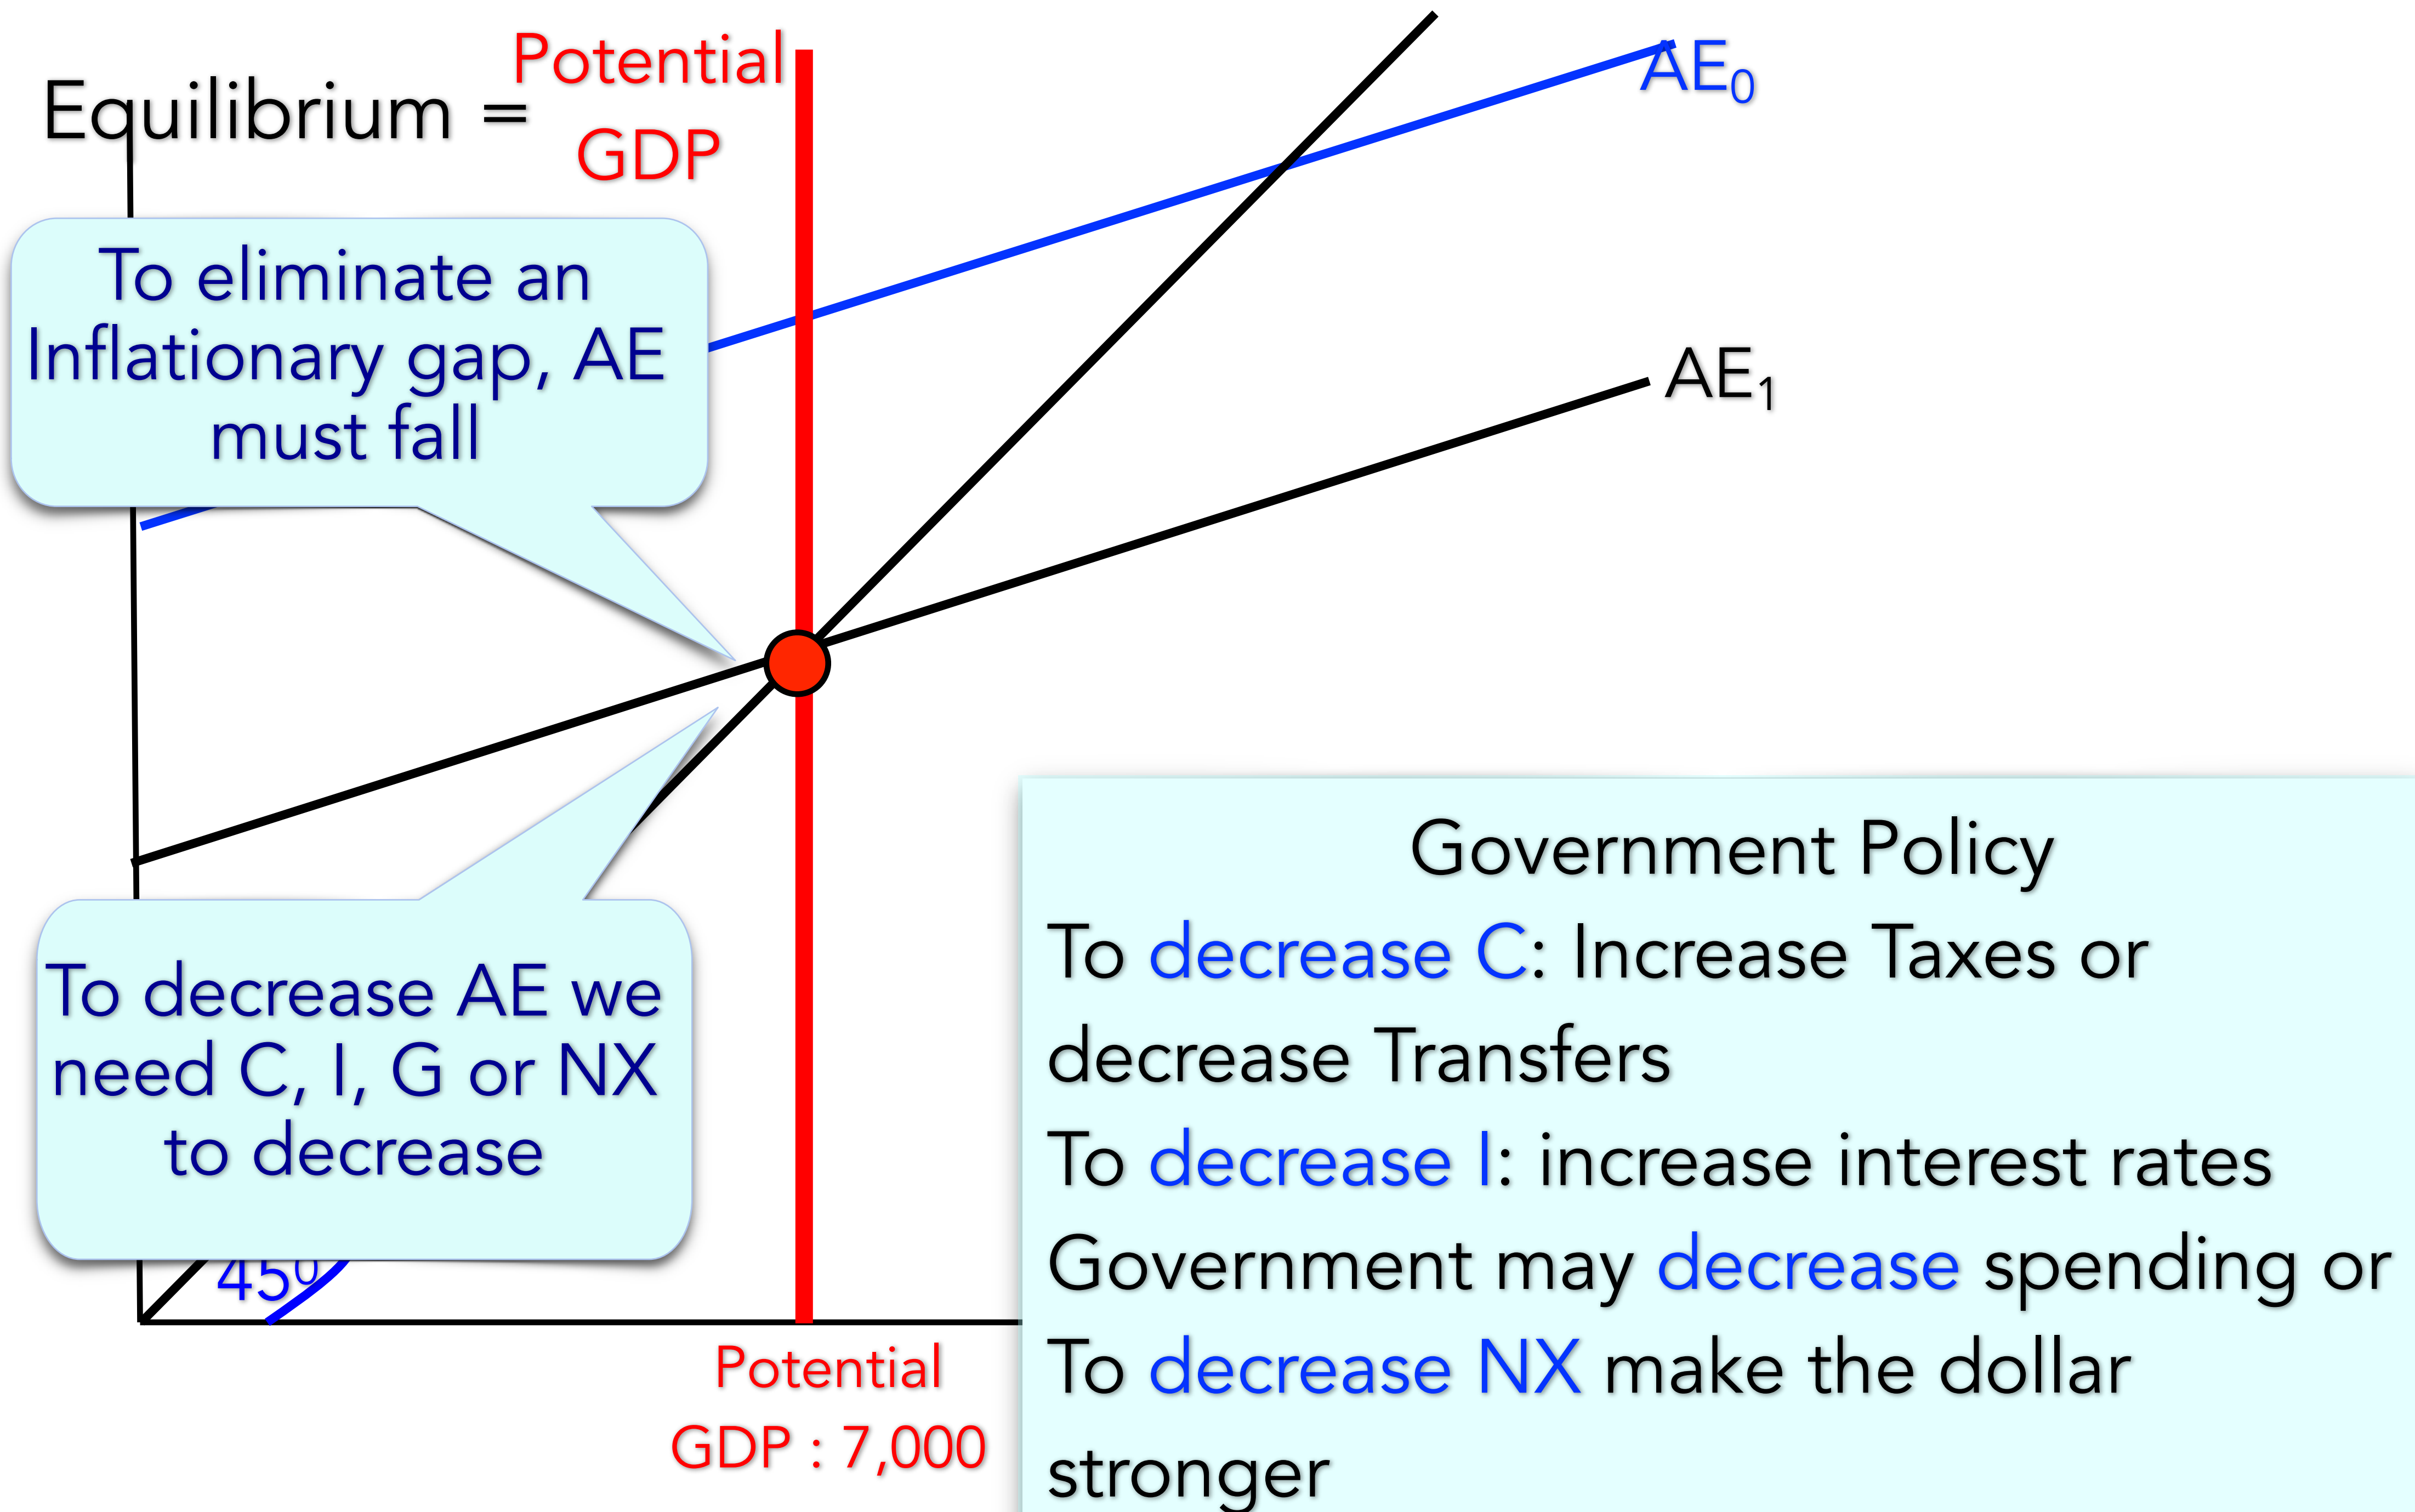 Equilibrium =
Potential
GDP
AE₀
To eliminate an
Inflationary gap, AE
must fall
AE₁
Government Policy
To decrease C: Increase Taxes or
decrease Transfers
To decrease I: increase interest rates
Government may decrease spending or
To decrease NX make the dollar
stronger
To decrease AE we
need C, I, G or NX
to decrease
45⁰
Potential
GDP : 7,000